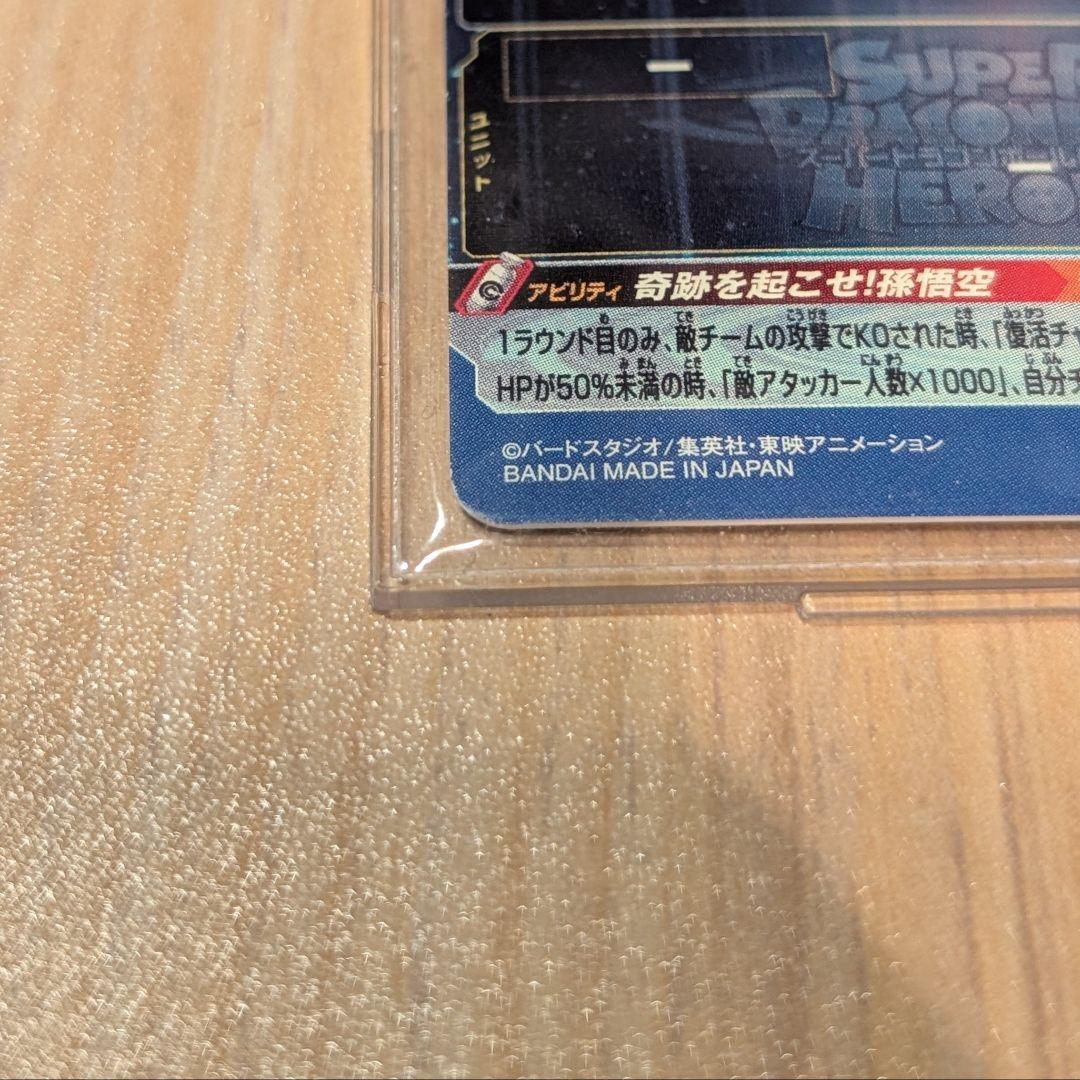 ー
SUPER
DRAGON
スーパードラゴンボール
HERO
ユニット
ー
アビリティ 奇跡を起こせ!孫悟空
1ラウンド目のみ、敵チームの攻撃でKOされた時、「復活チャ
HPが50%未満の時、「敵アタッカー人数×1000」、自分チ
©バードスタジオ/集英社・東映アニメーション
BANDAI MADE IN JAPAN